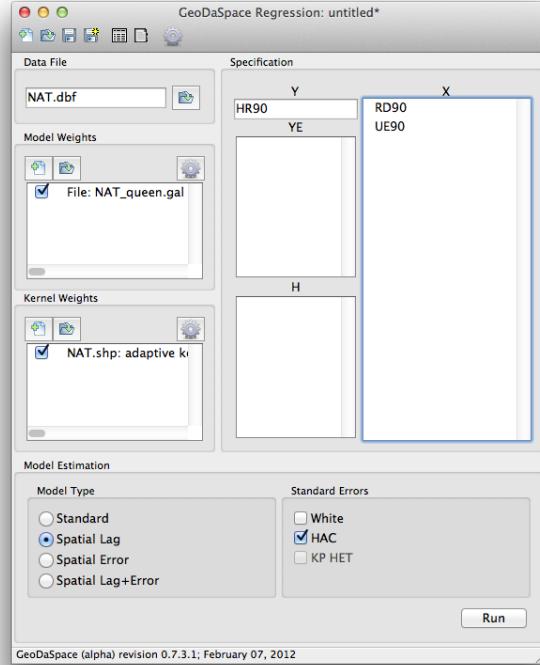 GeoDaSpace Regression: untitled*
Data File
NAT.dbf
Model Weights
File: NAT_queen.gal
Kernel Weights
NAT.shp: adaptive
Specification
Y
HR90
YE
H
X
RD90
UE90
Model Estimation
Model Type
Standard
Spatial Lag
Spatial Error
Spatial Lag+Error
Standard Errors
White
HAC
KP HET
Run
GeoDaSpace (alpha) revision 0.7.3.1; February 07, 2012